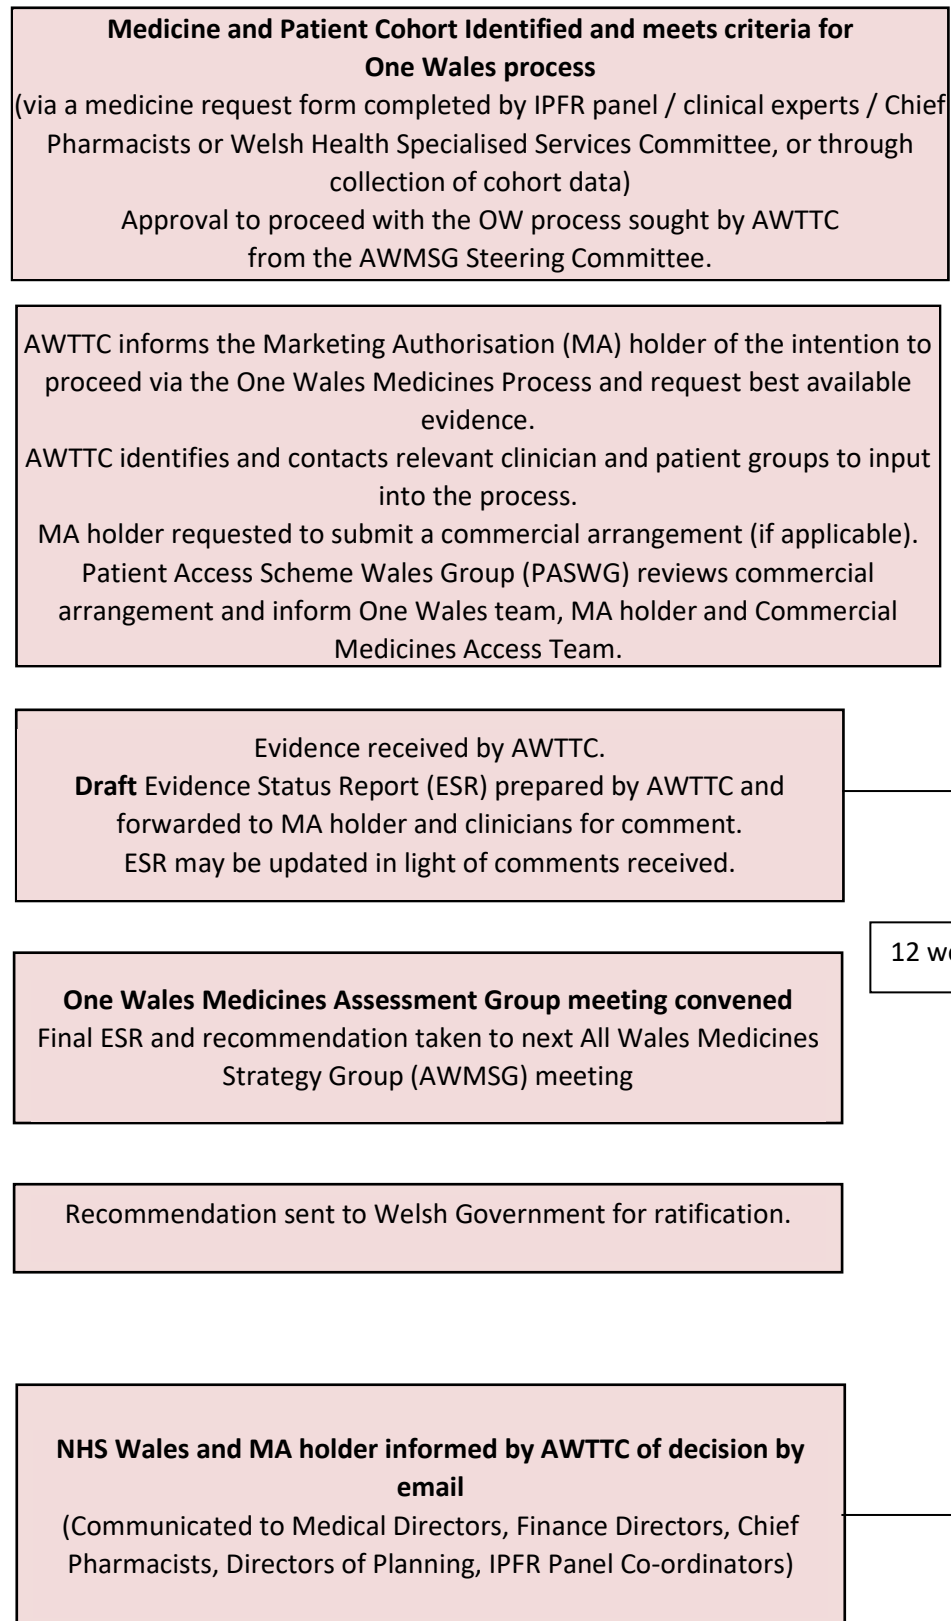 Medicine and Patient Cohort Identified and meets criteria for
One Wales process
(via a medicine request form completed by IPFR panel / clinical experts / Chief
Pharmacists or Welsh Health Specialised Services Committee, or through
collection of cohort data)
Approval to proceed with the OW process sought by AWTTC
from the AWMSG Steering Committee.
AWTTC informs the Marketing Authorisation (MA) holder of the intention to
proceed via the One Wales Medicines Process and request best available
evidence.
AWTTC identifies and contacts relevant clinician and patient groups to input
into the process.
MA holder requested to submit a commercial arrangement (if applicable).
Patient Access Scheme Wales Group (PASWG) reviews commercial
arrangement and inform One Wales team, MA holder and Commercial
Medicines Access Team.
Evidence received by AWTTC.
Draft Evidence Status Report (ESR) prepared by AWTTC and
forwarded to MA holder and clinicians for comment.
ESR may be updated in light of comments received.
12
One Wales Medicines Assessment Group meeting convened
Final ESR and recommendation taken to next All Wales Medicines
Strategy Group (AWMSG) meeting
Recommendation sent to Welsh Government for ratification.
NHS Wales and MA holder informed by AWTTC of decision by
email
(Communicated to Medical Directors, Finance Directors, Chief
Pharmacists, Directors of Planning, IPFR Panel Co-ordinators)